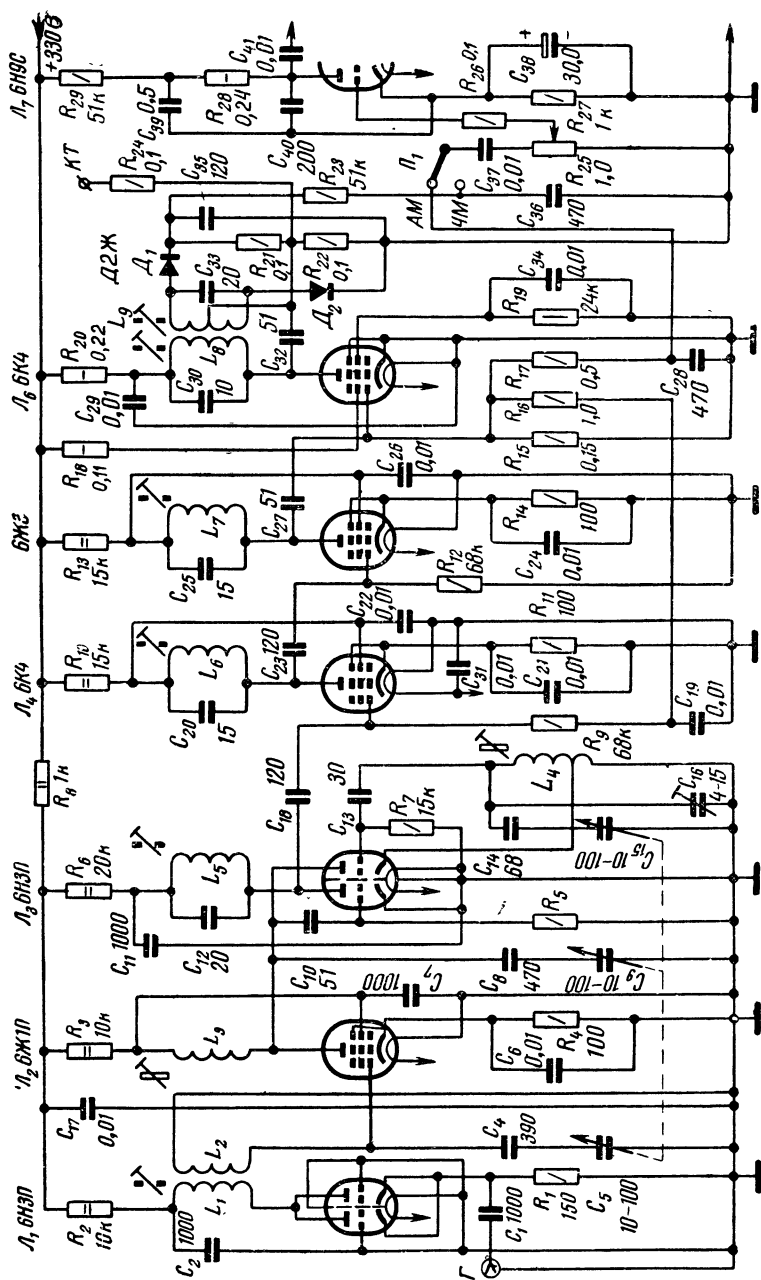 Л₁ 6Н3П
'Л₂ 6Ж1П
Л₃ 6Н3П
Л₄ 6К4
6Ж3
Л₆ 6К4
Л₇ 6Н9С
+330В
R₂
10к
C₂
1000
L₁
L₂
C₁₇
0,01
R₃
10к
L₃
C₄
390
C₅
10-100
R₁
150
C₁ 1000
Г
C₁₁ 1000
R₆
20к
C₁₂
20
L₅
C₁₀
51
C₇
1000
C₆
0,01
R₄
100
C₈
470
C₉ 10-100
R₅
R₈
1к
C₁₈
120
C₁₃
30
R₇
15к
C₁₄
68
C₁₅ 10-100
L₄
C₁₆
4-15
R₉
68к
C₁₉
0,01
R₁₀
15к
C₂₀
15
L₆
C₂₃ 120
C₂₂
0,01
C₃₁
0,01
C₂₁
0,01
R₁₁
100
R₁₂
68к
R₁₃
15к
C₂₅
15
L₇
C₂₇
51
C₂₆
0,01
C₂₄
0,01
R₁₄
100
R₁₈
0,11
C₂₉
0,01
R₂₀
0,22
C₃₀
10
L₈
L₉
C₃₂
51
R₁₅
0,15
R₁₆
1,0
R₁₇
0,5
C₂₈
470
R₁₉
24к
C₃₄
0,01
Д2Ж
Д₁
C₃₃
20
R₂₁
0,1
R₂₂
0,1
Д₂
C₃₅
120
КТ
R₂₄
0,1
R₂₃
51к
АМ
ЧМ
П₁
C₃₆
470
C₃₇
0,01
R₂₅
1,0
R₂₉
51к
C₃₉
0,5
R₂₈
0,24
C₄₁
0,01
C₄₀
200
R₂₆ 0,1
C₃₈
+
-
30,0
R₂₇
1к